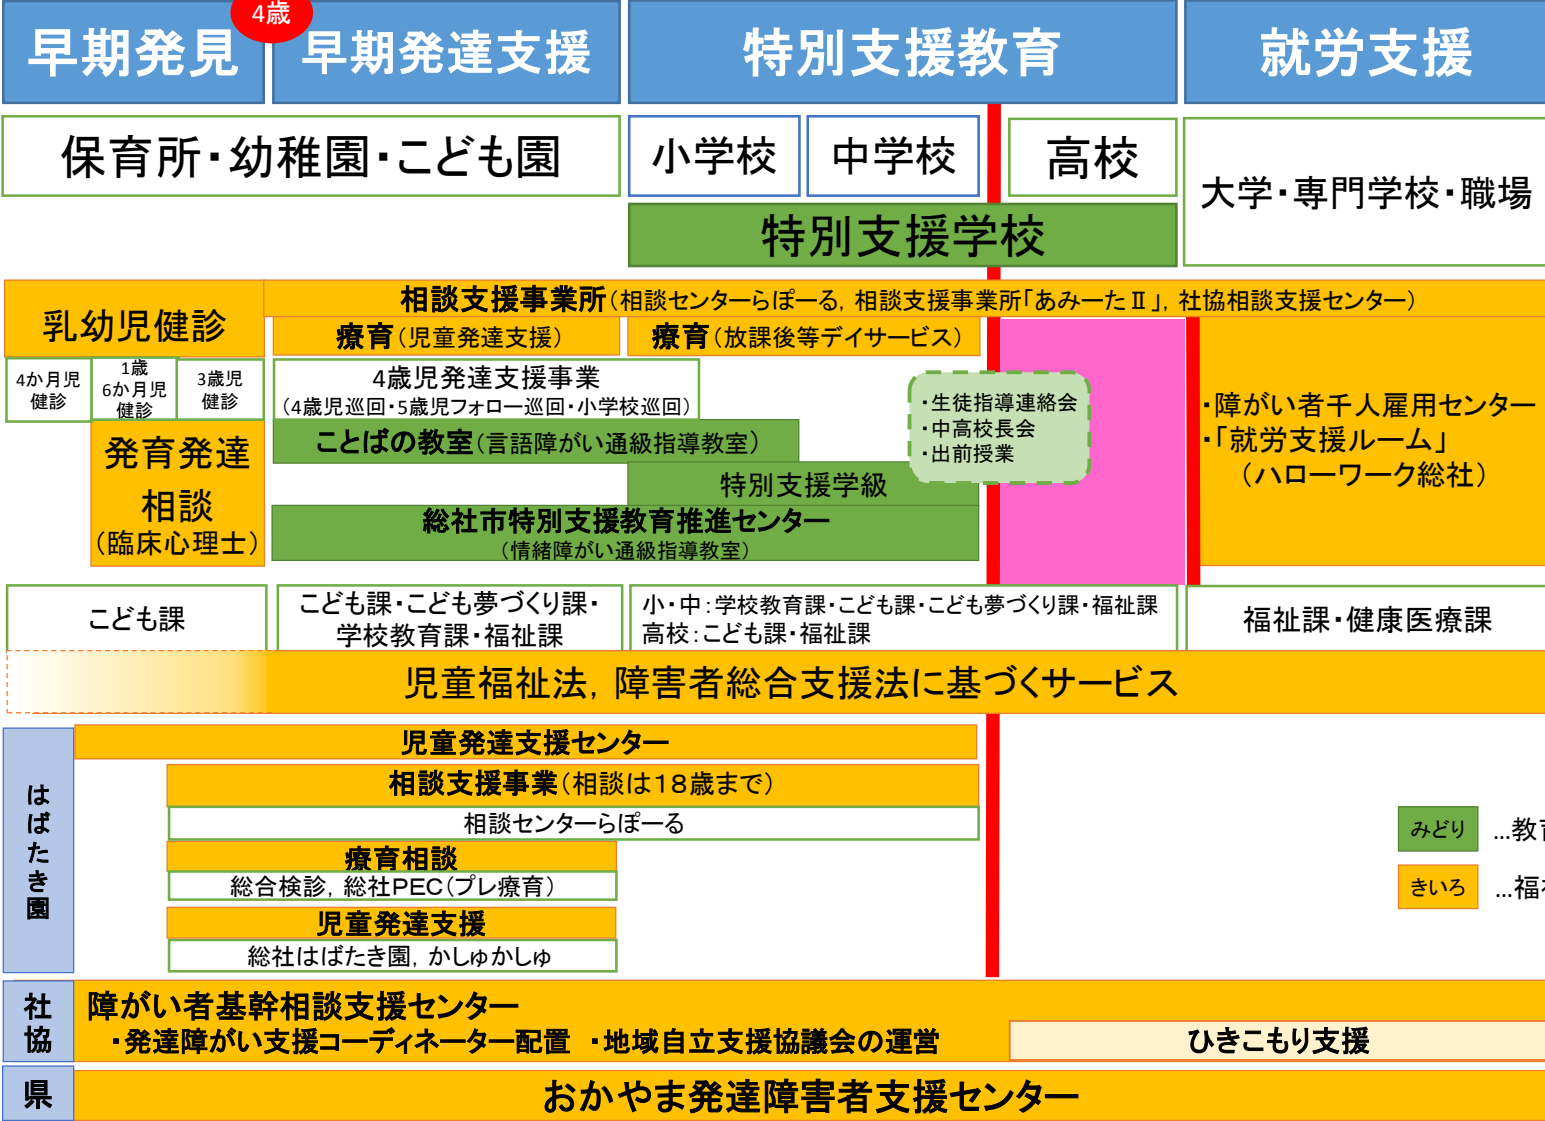 4歳
早期発見
早期発達支援
特別支援教育
就労支援
保育所・幼稚園・こども園
小学校
中学校
高校
大学・専門学校・職場
特別支援学校
乳幼児健診
相談支援事業所(相談センターらぽーる, 相談支援事業所「あみーたⅡ」, 社協相談支援センター)
療育(児童発達支援)
療育(放課後等デイサービス)
4か月児
健診
1歳
6か月児
健診
3歳児
健診
4歳児発達支援事業
(4歳児巡回・5歳児フォロー巡回・小学校巡回)
・生徒指導連絡会
・中高校長会
・出前授業
・障がい者千人雇用センター
・「就労支援ルーム」
(ハローワーク総社)
発育発達
相談
(臨床心理士)
ことばの教室(言語障がい通級指導教室)
特別支援学級
総社市特別支援教育推進センター
(情緒障がい通級指導教室)
こども課
こども課・こども夢づくり課・
学校教育課・福祉課
小・中:学校教育課・こども課・こども夢づくり課・福祉課
高校:こども課・福祉課
福祉課・健康医療課
児童福祉法, 障害者総合支援法に基づくサービス
はばたき園
児童発達支援センター
相談支援事業(相談は18歳まで)
相談センターらぽーる
療育相談
総合検診, 総社PEC(プレ療育)
児童発達支援
総社はばたき園, かしゅかしゅ
みどり …教
きいろ …福
社協
障がい者基幹相談支援センター
・発達障がい支援コーディネーター配置 ・地域自立支援協議会の運営
ひきこもり支援
県
おかやま発達障害者支援センター